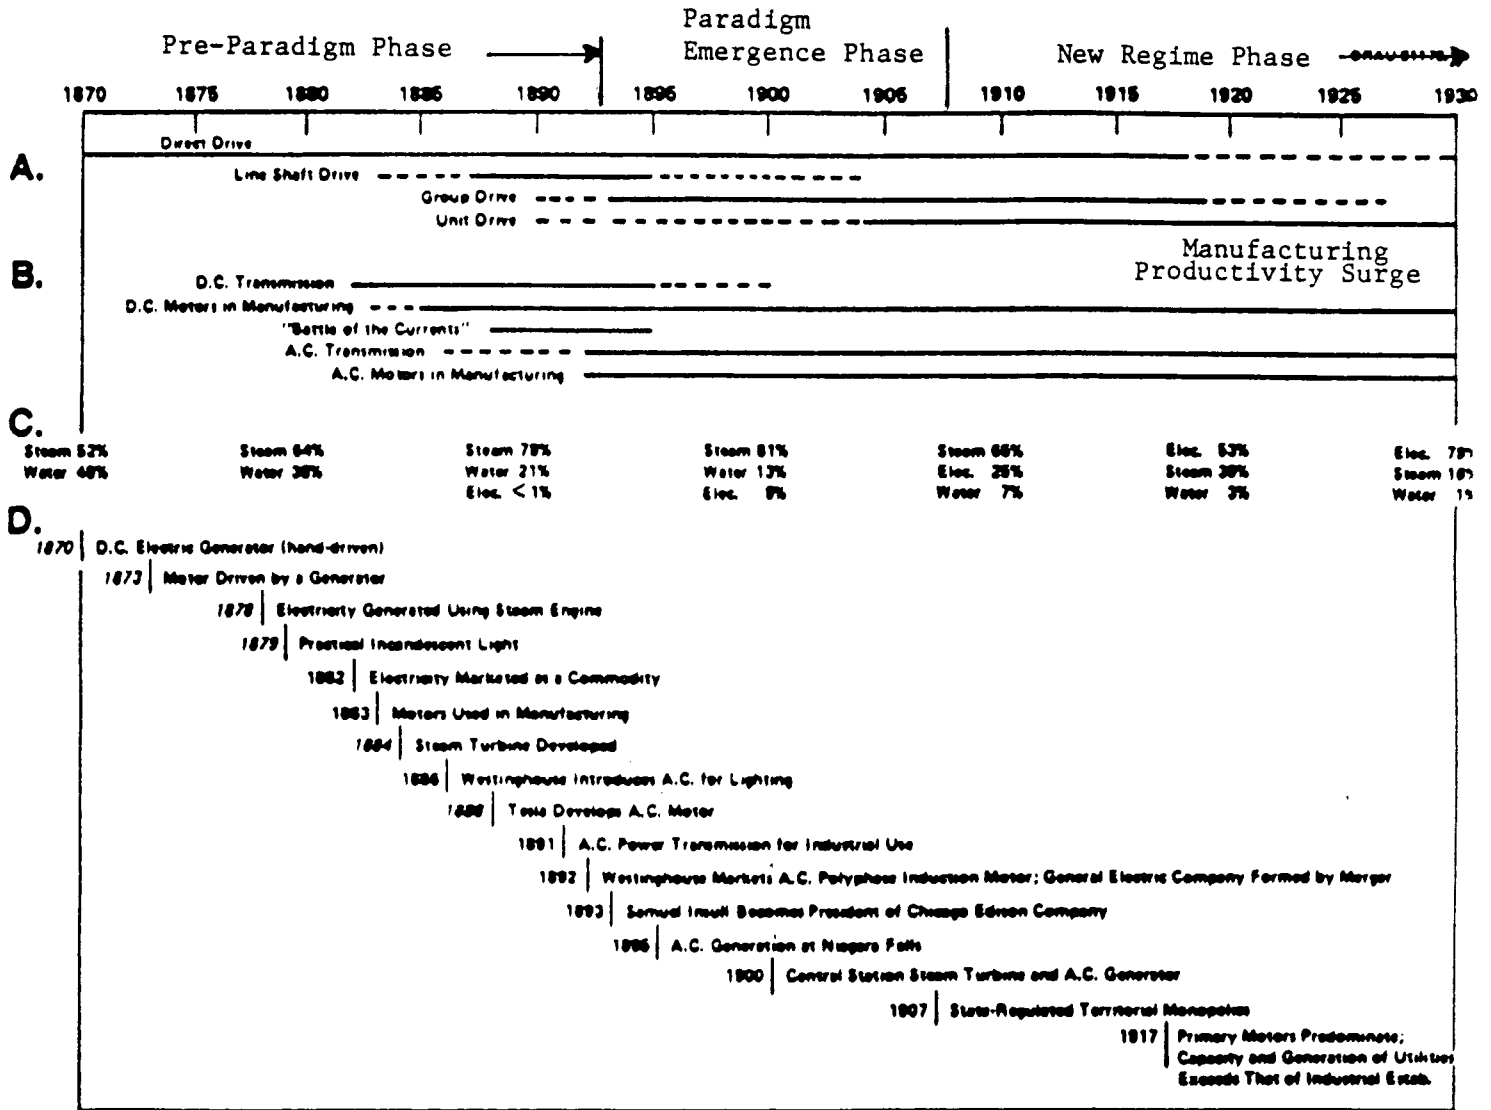 Paradigm
Pre-Paradigm Phase
Emergence Phase
New Regime Phase
1870 1875 1880 1885 1890 1895 1900 1905 1910 1915 1920 1925 1930
Direct Drive
A.
Line Shaft Drive
Group Drive
Unit Drive
Manufacturing
Productivity Surge
B.
D.C. Transmission
D.C. Motors in Manufacturing
"Battle of the Currents"
A.C. Transmission
A.C. Motors in Manufacturing
C.
Steam 52% Steam 64% Steam 78% Steam 81% Steam 65% Elec. 53% Elec.
Water 48% Water 36% Water 21% Water 13% Elec. 25% Steam 39% Steam
Elec. < 1% Elec. Water 7% Water 3% Water
D.
1870 D.C. Electric Generator (hand-driven)
1873 Motor Driven by a Generator
1878 Electricity Generated Using Steam Engine
1879 Practical Incandescent Light
1882 Electricity Marketed as a Commodity
1883 Motors Used in Manufacturing
1884 Steam Turbine Developed
1886 Westinghouse Introduces A.C. for Lighting
1888 Tesla Develops A.C. Motor
1891 A.C. Power Transmission for Industrial Use
1892 Westinghouse Markets A.C. Polyphase Induction Motor; General Electric Company Formed by Merger
1893 Samuel Insull Becomes President of Chicago Edison Company
1895 A.C. Generation at Niagara Falls
1900 Central Station Steam Turbine and A.C. Generator
1907 State-Regulated Territorial Monopolies
1917 Primary Motors Predominate;
Capacity and Generation of Utilities
Exceeds That of Industrial Estab.